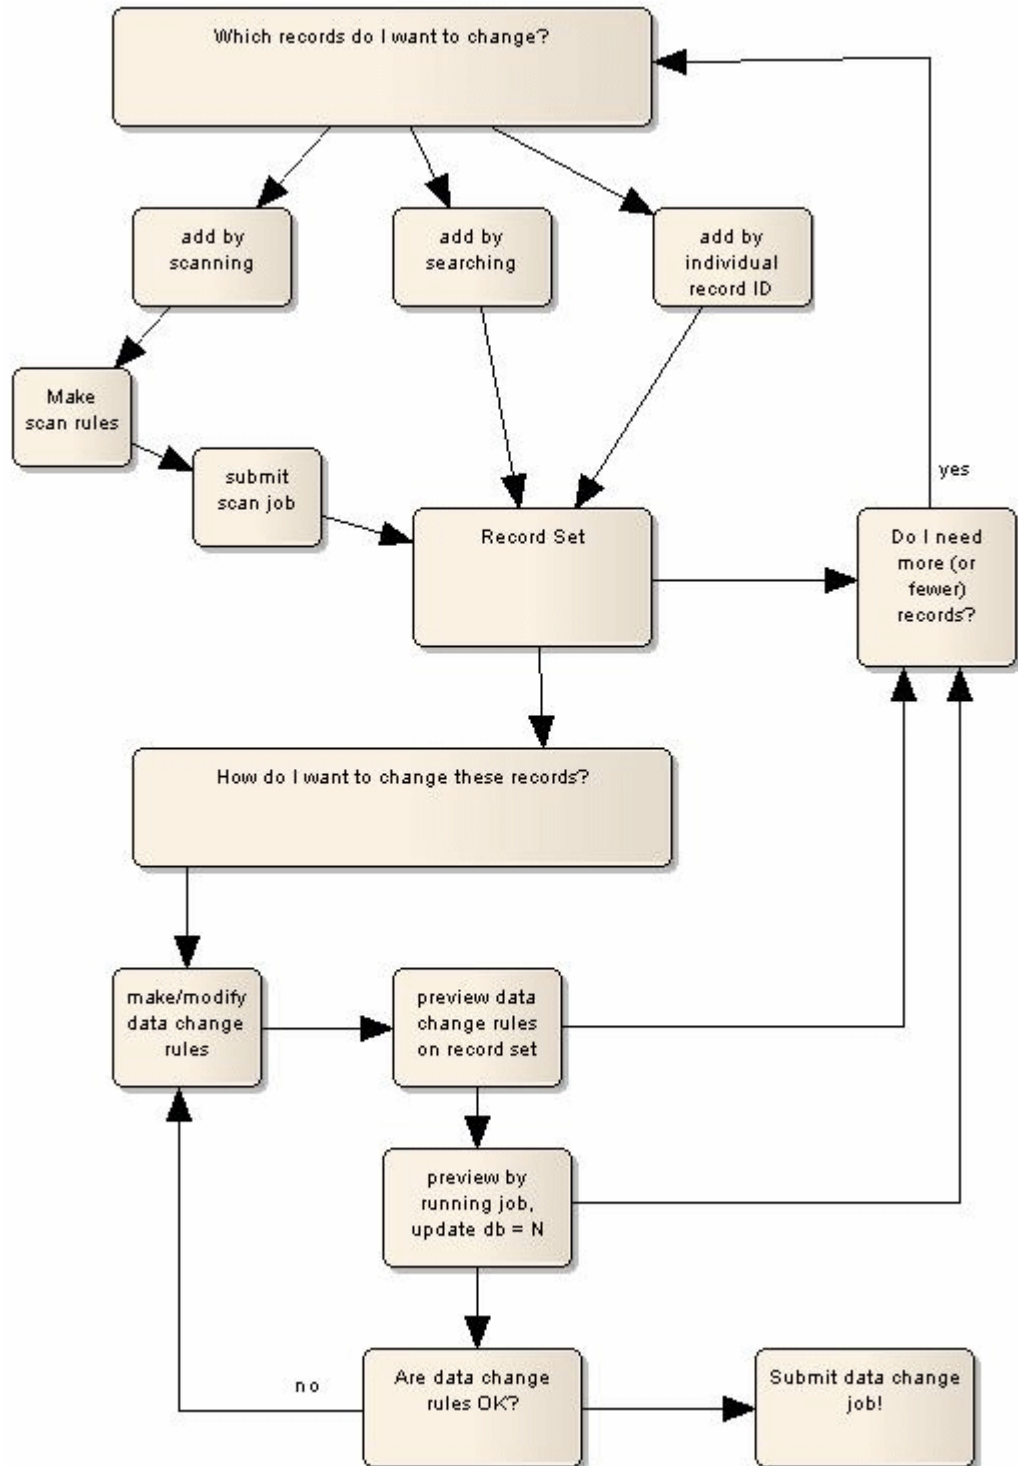 Which records do I want to change?
add by
scanning
add by
searching
add by
individual
record ID
Make
scan rules
submit
scan job
yes
Record Set
Do I need
more (or
fewer)
records?
How do I want to change these records?
make/modify
data change
rules
preview data
change rules
on record set
preview by
running job,
update db = N
no
Are data change
rules OK?
Submit data change
job!